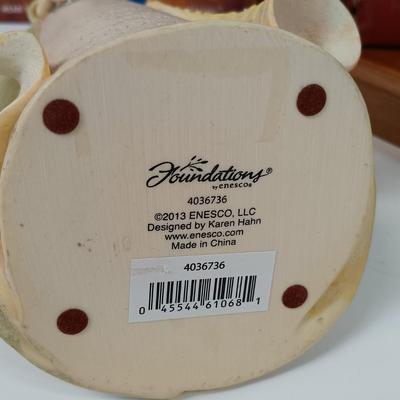 Foundations®
by enesco®
4036736
©2013 ENESCO, LLC
Designed by Karen Hahn
www.enesco.com
Made in China
4036736
0 45544 61068 1